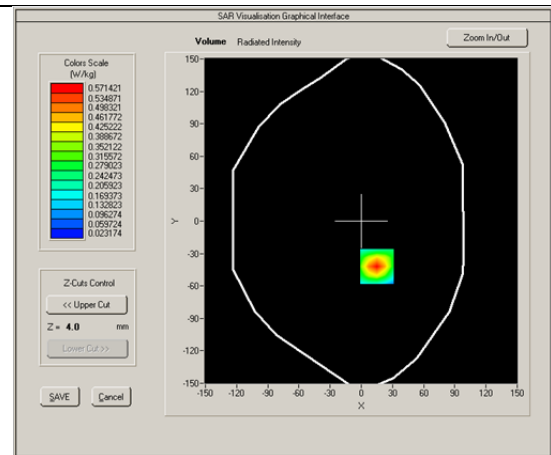 SAR Visualisation Graphical Interface
Volume Radiated Intensity
Zoom In/Out
Colors Scale
(W/kg)
0.571421
0.534871
0.498321
0.461772
0.425222
0.388672
0.352122
0.315572
0.279023
0.242473
0.205923
0.169373
0.132823
0.096274
0.059724
0.023174
Z-Cuts Control
<< Upper Cut
Z = 4.0 mm
Lower Cut >>
SAVE Cancel
150
120
90
60
30
0
-30
-60
-90
-120
-150
Y
-150 -120 -90 -60 -30 0 30 60 90 120 150
X